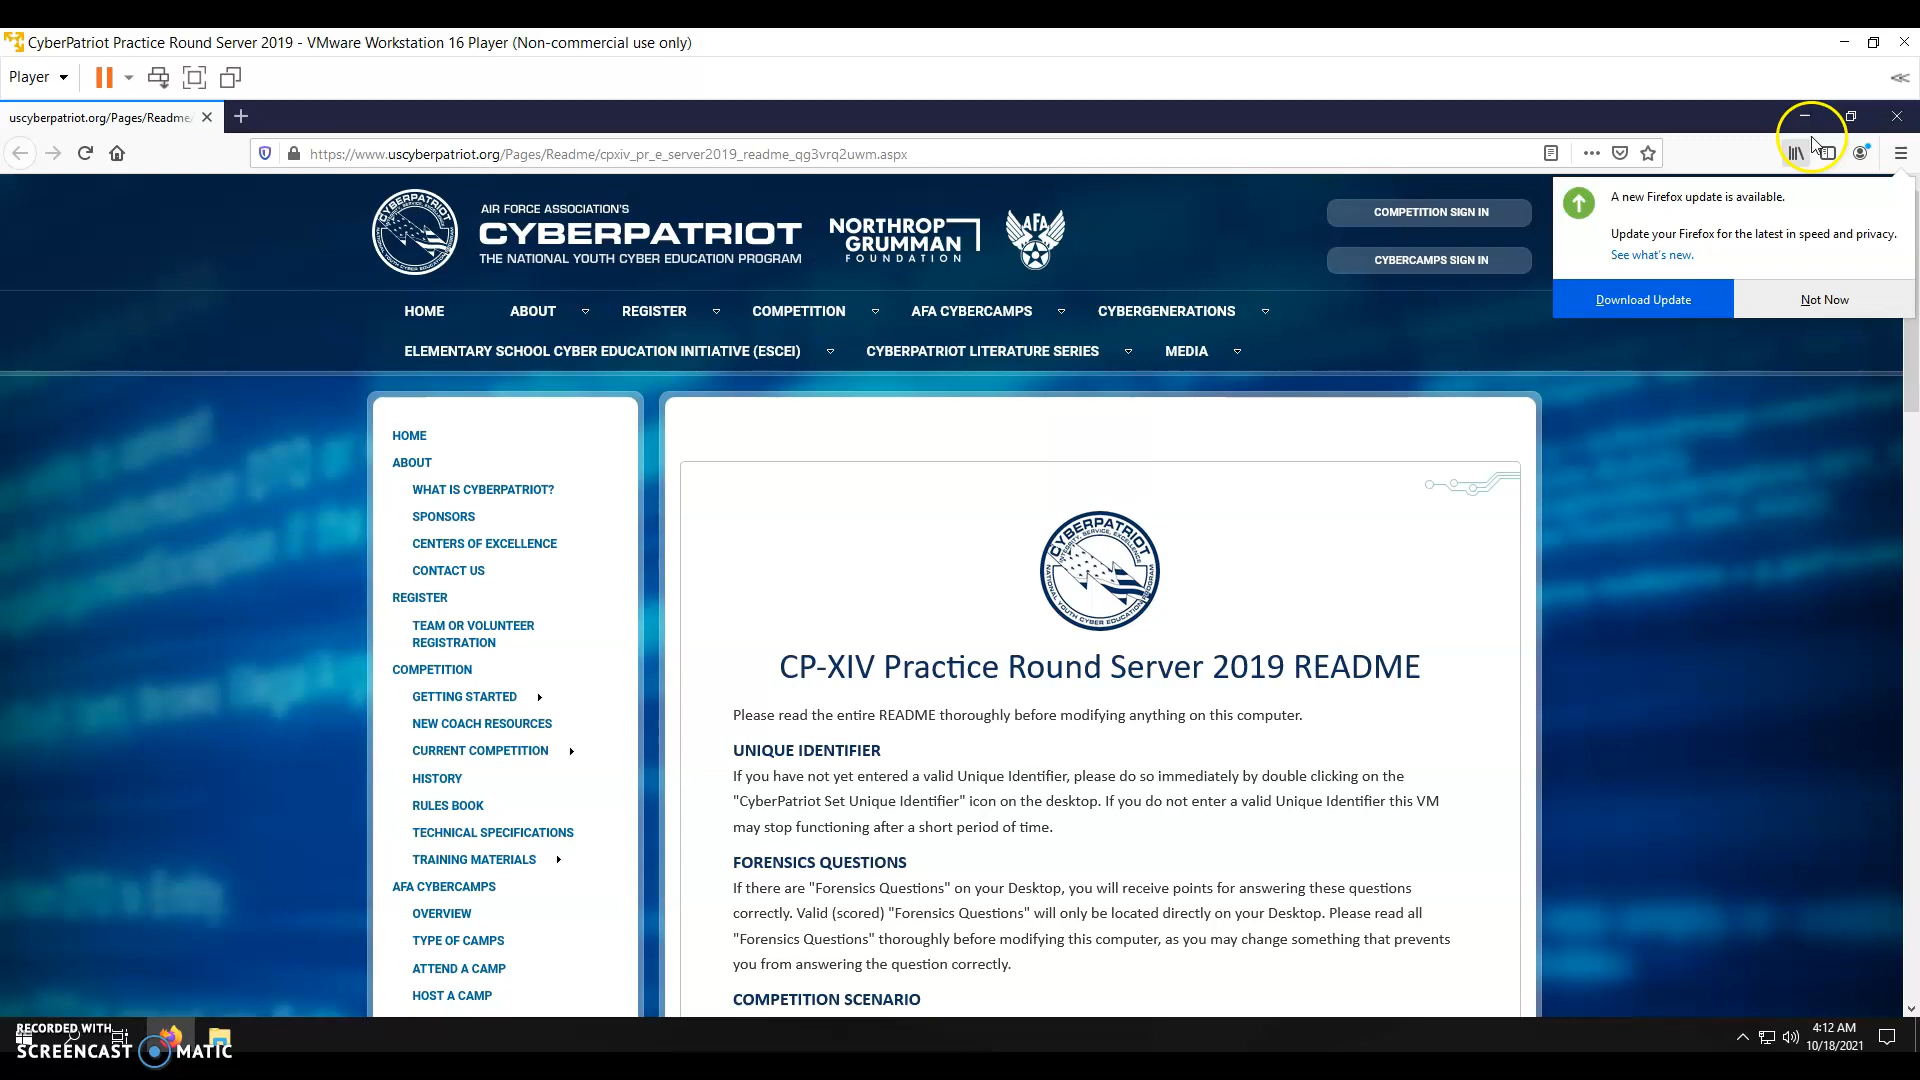 CyberPatriot Practice Round Server 2019 - VMware Workstation 16 Player (Non-commercial use only)
Player
uscyberpatriot.org/Pages/Readme/
https://www.uscyberpatriot.org/Pages/Readme/cpxiv_pr_e_server2019_readme_qg3vrq2uwm.aspx
A new Firefox update is available.
Update your Firefox for the latest in speed and privacy.
See what's new.
Download Update
Not Now
AIR FORCE ASSOCIATION'S
CYBERPATRIOT
THE NATIONAL YOUTH CYBER EDUCATION PROGRAM
NORTHROP
GRUMMAN
FOUNDATION
AFA
COMPETITION SIGN IN
CYBERCAMPS SIGN IN
HOME ABOUT REGISTER COMPETITION AFA CYBERCAMPS CYBERGENERATIONS
ELEMENTARY SCHOOL CYBER EDUCATION INITIATIVE (ESCEI) CYBERPATRIOT LITERATURE SERIES MEDIA
HOME
ABOUT
WHAT IS CYBERPATRIOT?
SPONSORS
CENTERS OF EXCELLENCE
CONTACT US
REGISTER
TEAM OR VOLUNTEER
REGISTRATION
COMPETITION
GETTING STARTED
NEW COACH RESOURCES
CURRENT COMPETITION
HISTORY
RULES BOOK
TECHNICAL SPECIFICATIONS
TRAINING MATERIALS
AFA CYBERCAMPS
OVERVIEW
TYPE OF CAMPS
ATTEND A CAMP
HOST A CAMP
CYBERPATRIOT
INTEGRITY, SERVICE, EXCELLENCE
NATIONAL YOUTH CYBER EDUCATION PROGRAM
CP-XIV Practice Round Server 2019 README
Please read the entire README thoroughly before modifying anything on this computer.
UNIQUE IDENTIFIER
If you have not yet entered a valid Unique Identifier, please do so immediately by double clicking on the
"CyberPatriot Set Unique Identifier" icon on the desktop. If you do not enter a valid Unique Identifier this VM
may stop functioning after a short period of time.
FORENSICS QUESTIONS
If there are "Forensics Questions" on your Desktop, you will receive points for answering these questions
correctly. Valid (scored) "Forensics Questions" will only be located directly on your Desktop. Please read all
"Forensics Questions" thoroughly before modifying this computer, as you may change something that prevents
you from answering the question correctly.
COMPETITION SCENARIO
RECORDED WITH
SCREENCAST MATIC
4:12 AM
10/18/2021